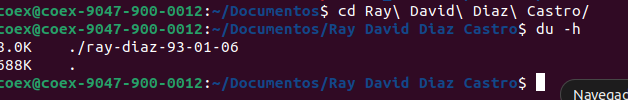 coex@coex-9047-900-0012:~/Documentos$ cd Ray\ David\ Diaz\ Castro/
coex@coex-9047-900-0012:~/Documentos/Ray David Diaz Castro$ du -h
8.0K ./ray-diaz-93-01-06
688K .
coex@coex-9047-900-0012:~/Documentos/Ray David Diaz Castro$
Navegad